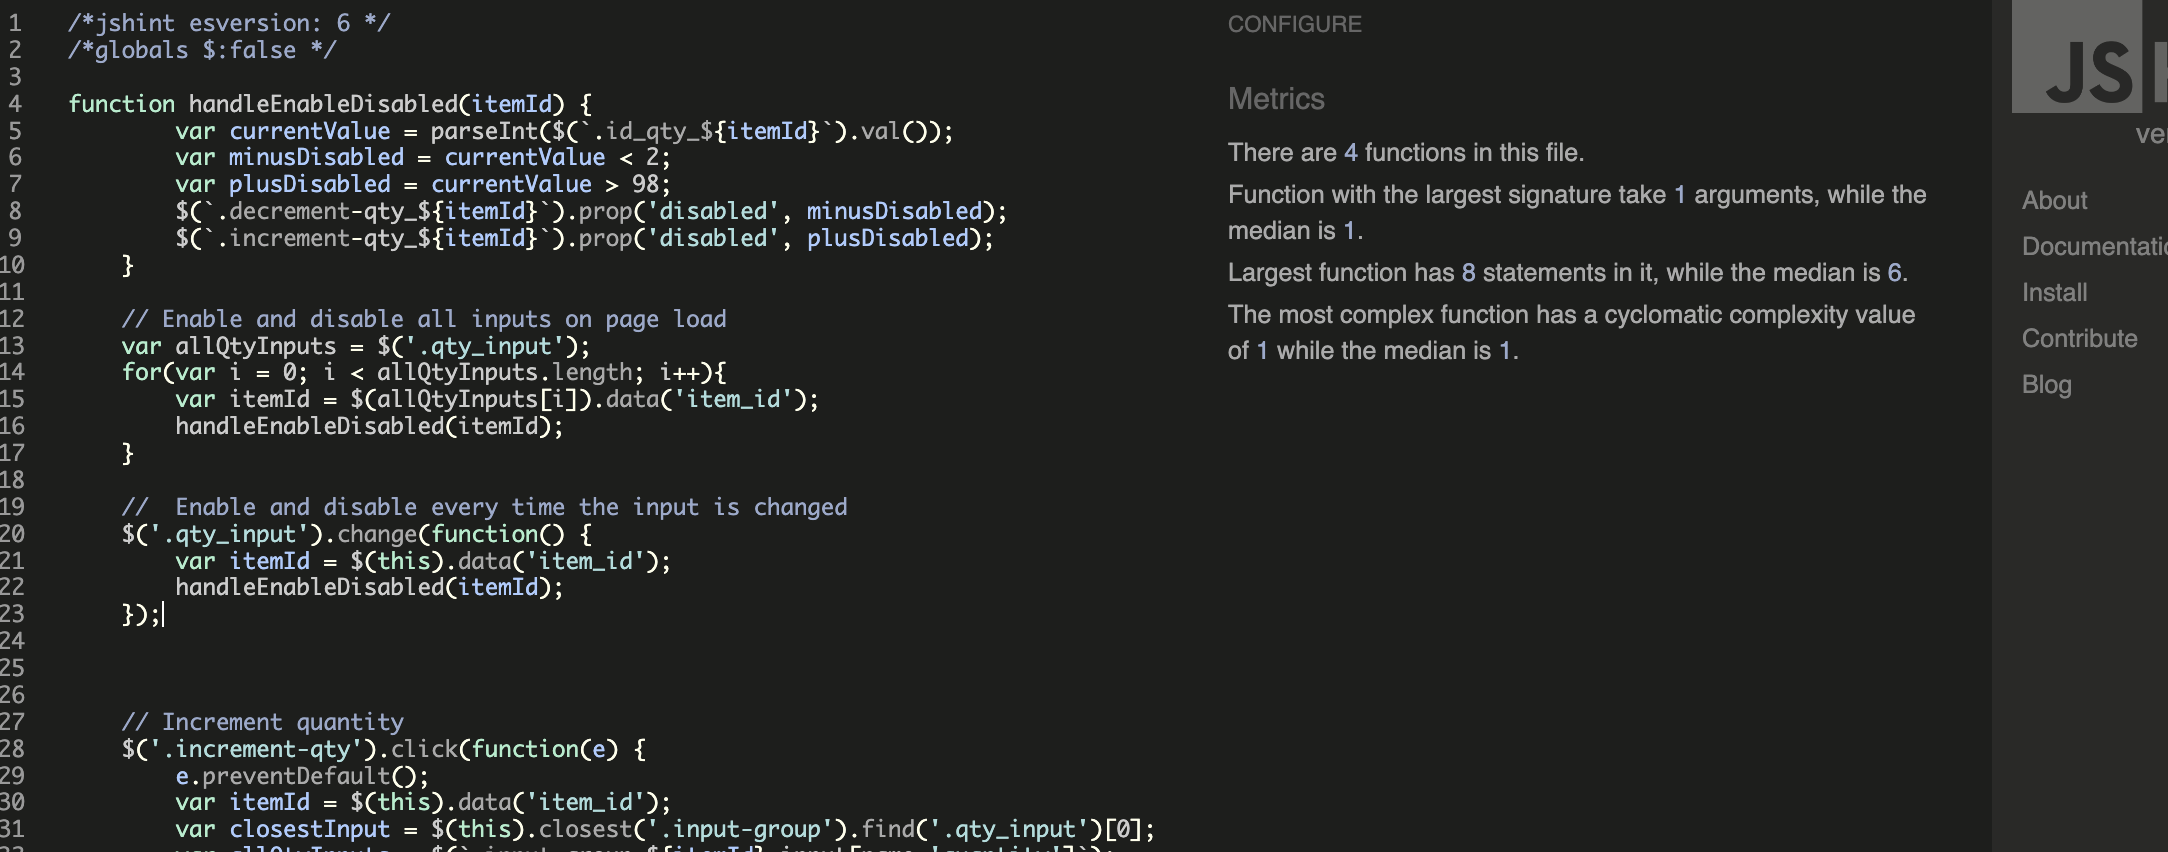 1 /*jshint esversion: 6 */
2 /*globals $:false */
3
4 function handleEnableDisabled(itemId) {
5 var currentValue = parseInt($(`.id_qty_${itemId}`).val());
6 var minusDisabled = currentValue < 2;
7 var plusDisabled = currentValue > 98;
8 $(`.decrement-qty_${itemId}`).prop('disabled', minusDisabled);
9 $(`.increment-qty_${itemId}`).prop('disabled', plusDisabled);
10 }
11
12 // Enable and disable all inputs on page load
13 var allQtyInputs = $('.qty_input');
14 for(var i = 0; i < allQtyInputs.length; i++){
15 var itemId = $(allQtyInputs[i]).data('item_id');
16 handleEnableDisabled(itemId);
17 }
18
19 //  Enable and disable every time the input is changed
20 $('.qty_input').change(function() {
21 var itemId = $(this).data('item_id');
22 handleEnableDisabled(itemId);
23 });
24
25
26
27 // Increment quantity
28 $('.increment-qty').click(function(e) {
29 e.preventDefault();
30 var itemId = $(this).data('item_id');
31 var closestInput = $(this).closest('.input-group').find('.qty_input')[0];
CONFIGURE
Metrics
There are 4 functions in this file.
Function with the largest signature take 1 arguments, while the
median is 1.
Largest function has 8 statements in it, while the median is 6.
The most complex function has a cyclomatic complexity value
of 1 while the median is 1.
JS
About
Install
Contribute
Blog